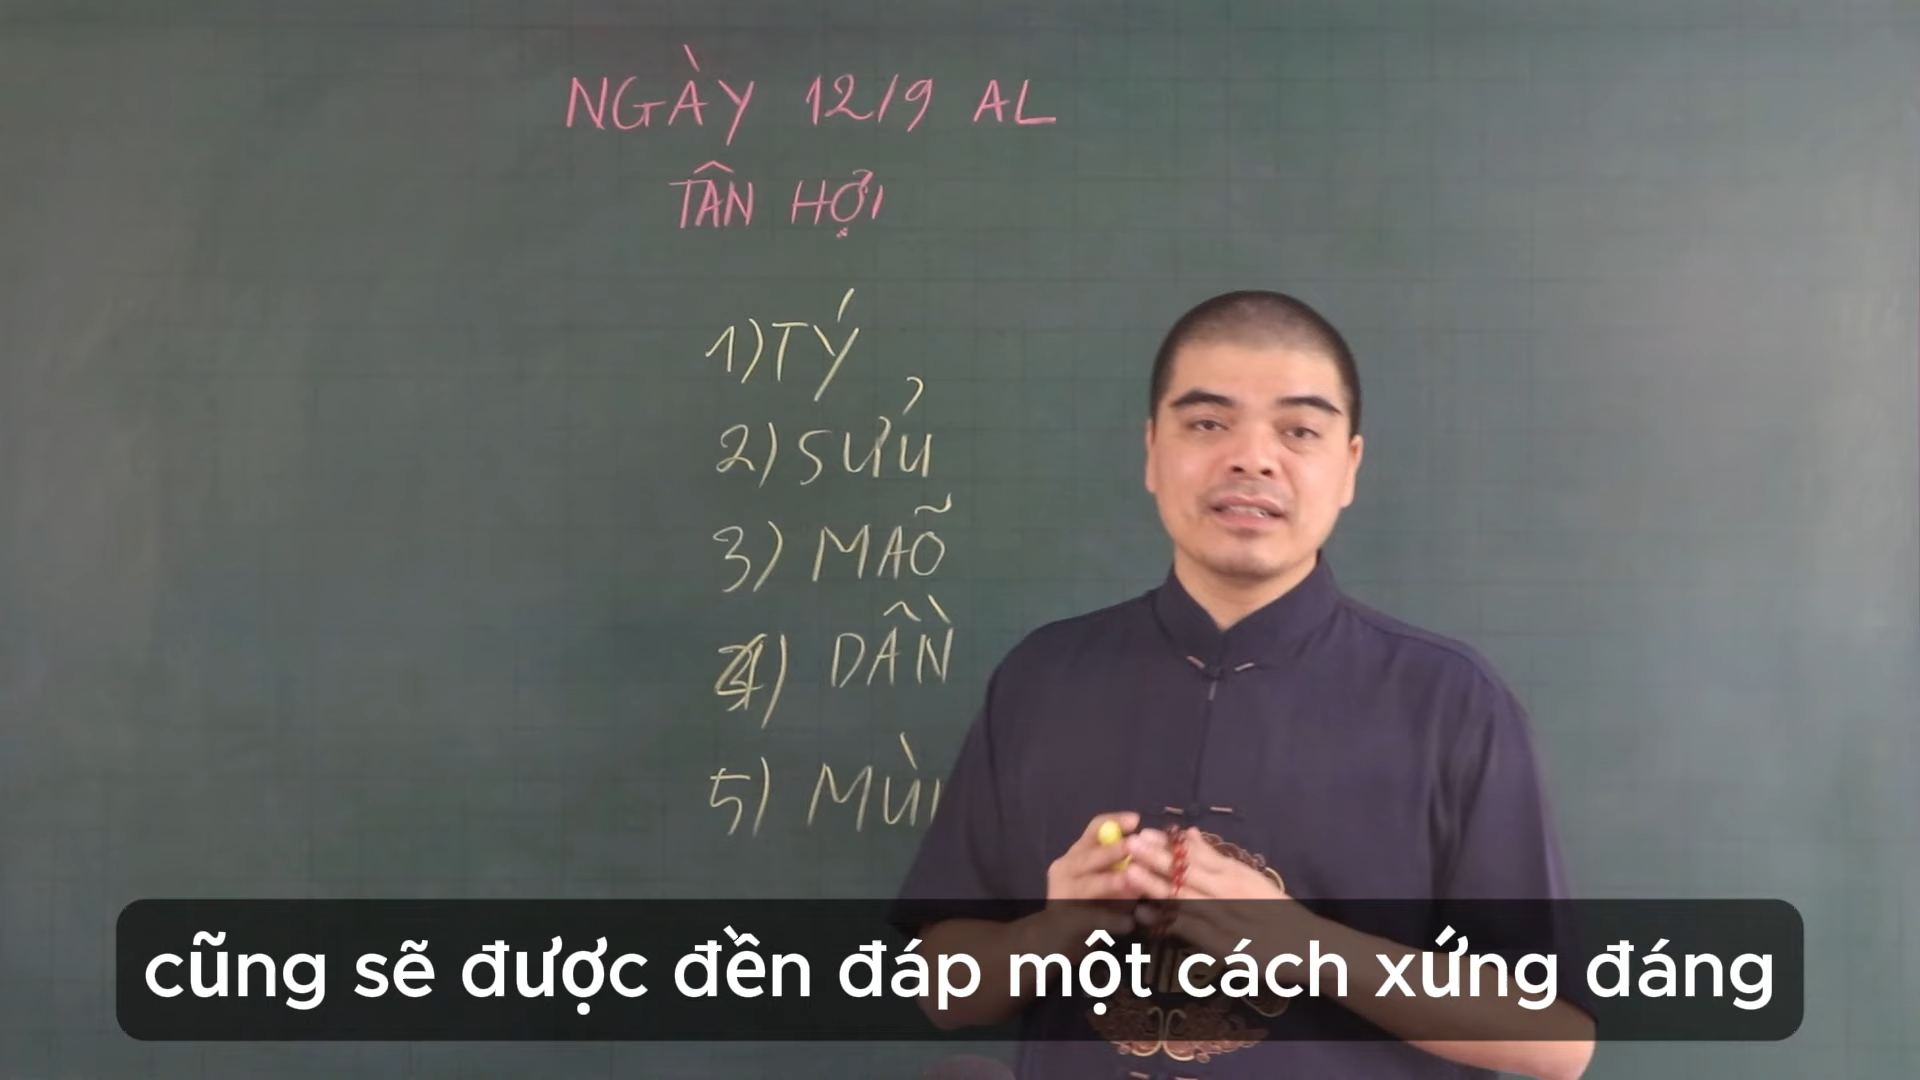 NGÀY 12/9 AL
TÂN HỢI
1) TÝ
2) SỬU
3) MÃO
4) DẦN
5) MÙI
cũng sẽ được đền đáp một cách xứng đáng